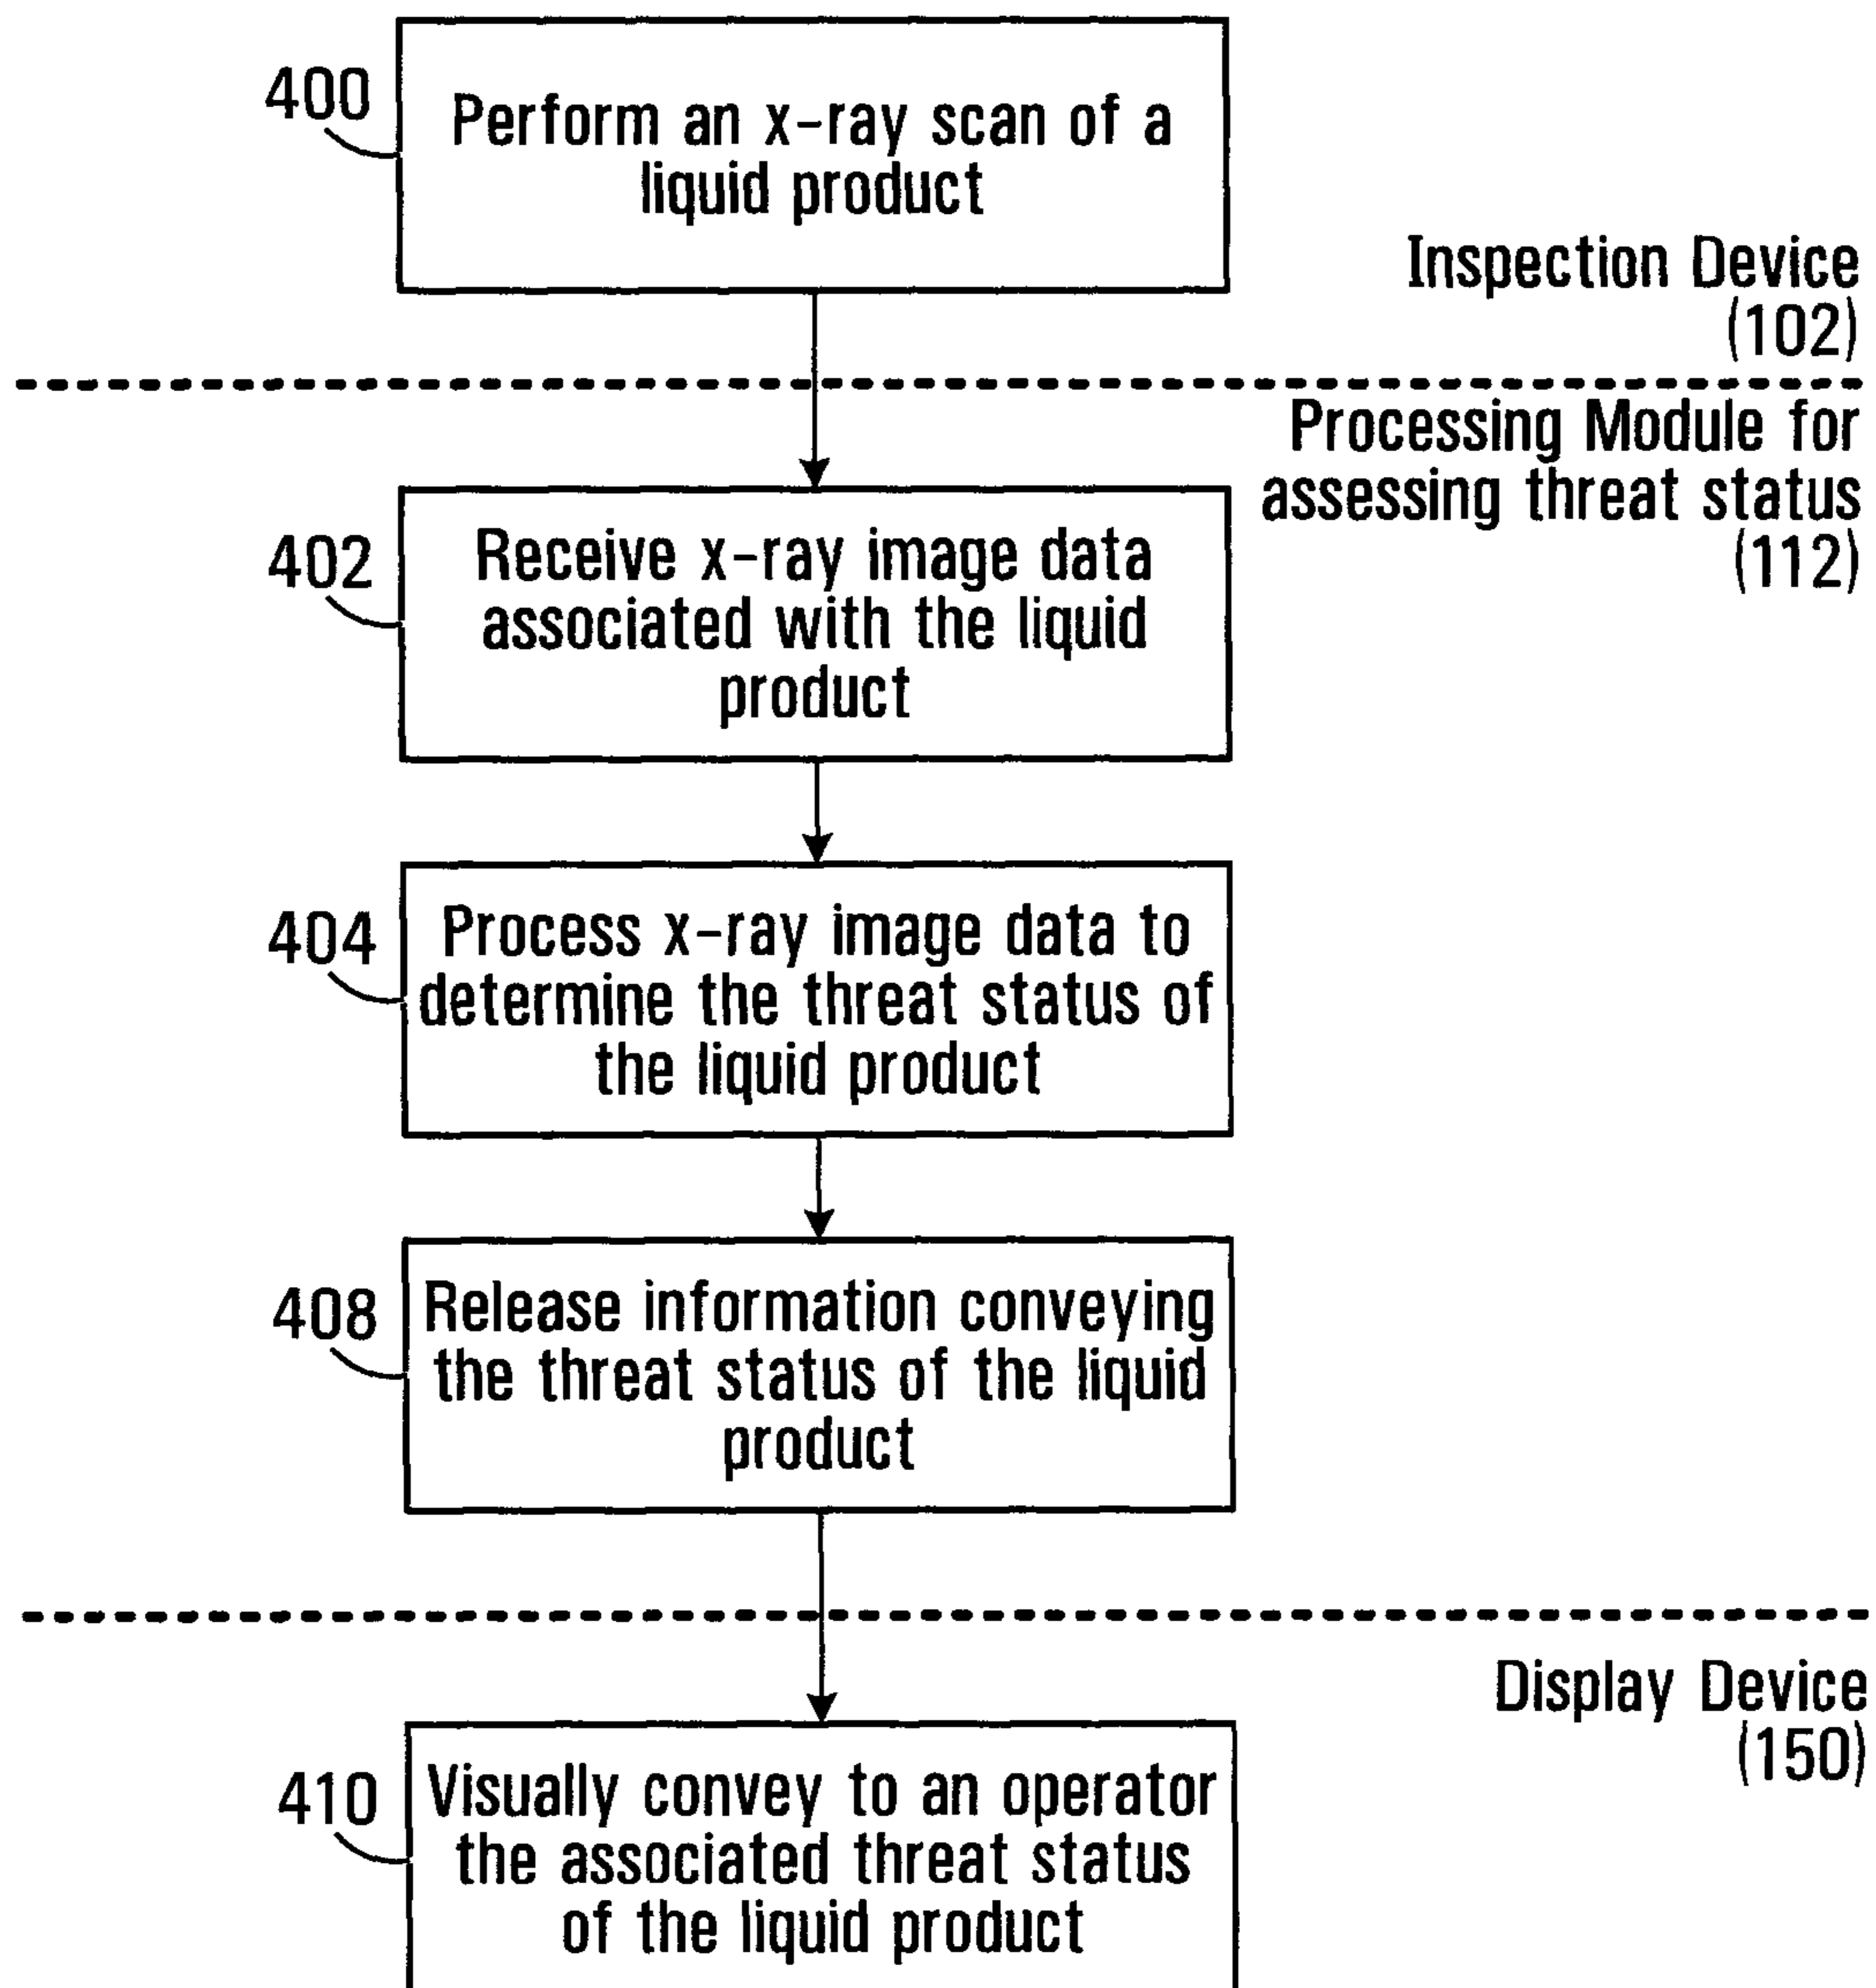 400
Perform an x-ray scan of a
liquid product
Inspection Device
(102)
Processing Module for
assessing threat status
(112)
402
Receive x-ray image data
associated with the liquid
product
404
Process x-ray image data to
determine the threat status of
the liquid product
408
Release information conveying
the threat status of the liquid
product
Display Device
(150)
410
Visually convey to an operator
the associated threat status
of the liquid product